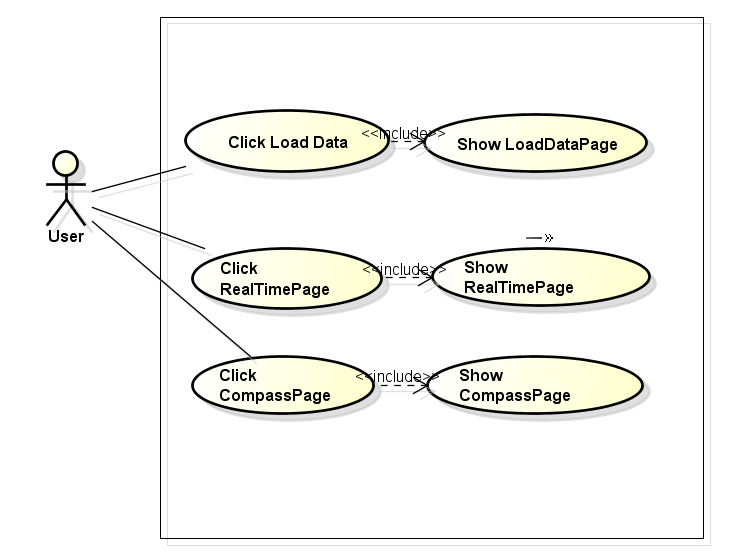 <<include>>
Click Load Data
Show LoadDataPage
User
<<include>>
Click
RealTimePage
Show
RealTimePage
<<include>>
Click
CompassPage
Show
CompassPage